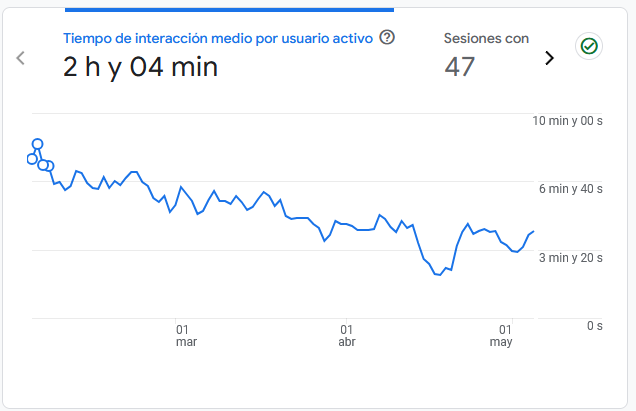 Tiempo de interacción medio por usuario activo
2 h y 04 min
Sesiones con
47
10 min y 00 s
6 min y 40 s
3 min y 20 s
0 s
01
mar
01
abr
01
may